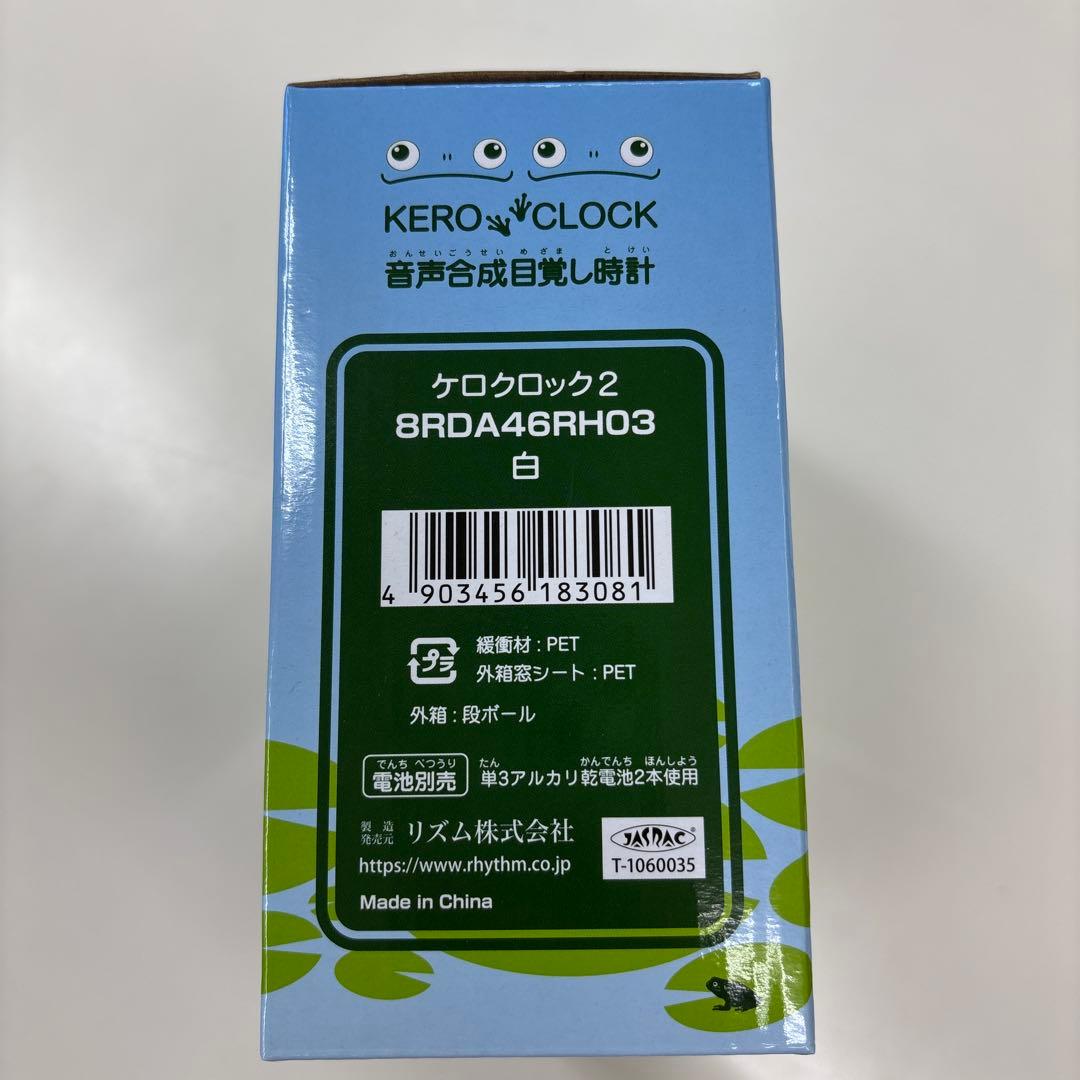 KERO CLOCK
おんせいごうせいめざま とけい
音声合成目覚し時計
ケロクロック2
8RDA46RH03
白
4 903456 183081
プラ
緩衝材 : PET
外箱窓シート : PET
外箱 : 段ボール
でんち べつうり
電池別売
たん かんでんち ほんしよう
単3アルカリ乾電池2本使用
製造
発売元 リズム株式会社
https://www.rhythm.co.jp
JASRAC®
T-1060035
Made in China